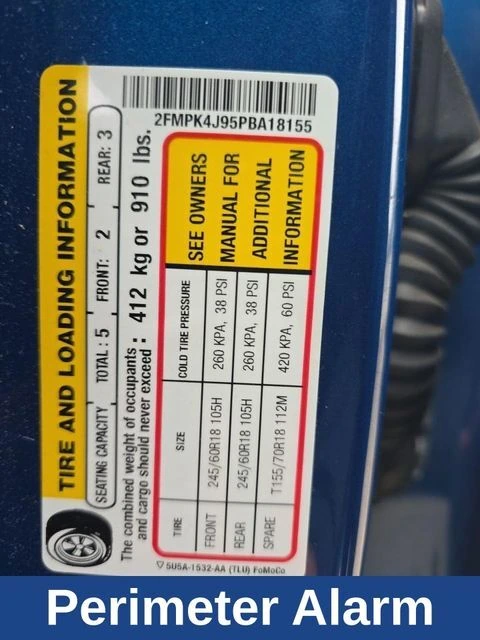 TIRE AND LOADING INFORMATION
SEATING CAPACITY TOTAL: 5 FRONT: 2 REAR: 3
The combined weight of occupants and cargo should never exceed: 412 kg or 910 lbs.
2FMPK4J95PBA18155
TIRE SIZE COLD TIRE PRESSURE
FRONT 245/60R18 105H 260 KPA, 38 PSI
REAR 245/60R18 105H 260 KPA, 38 PSI
SPARE T155/70R18 112M 420 KPA, 60 PSI
SEE OWNERS
MANUAL FOR
ADDITIONAL
INFORMATION
▽ 5U5A-1532-AA (TLU) FoMoCo
Perimeter Alarm